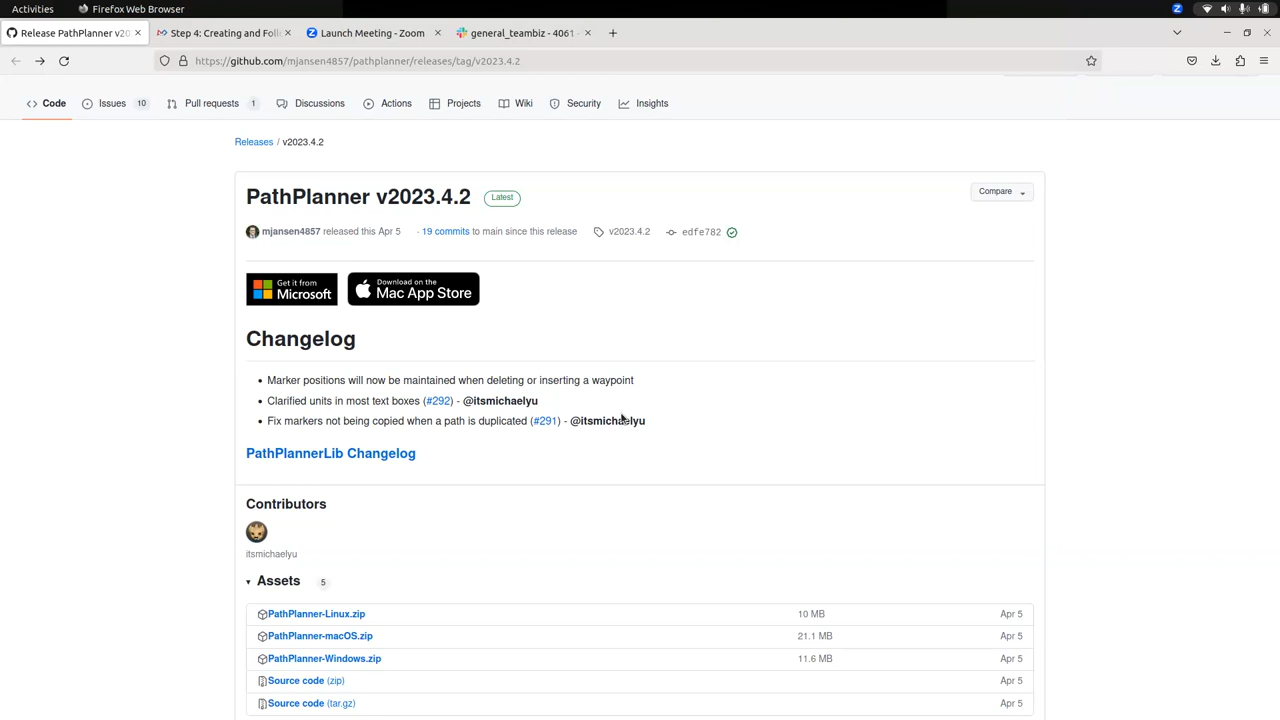 Activities Firefox Web Browser
Release PathPlanner v20 Step 4: Creating and Foll Launch Meeting - Zoom general_teambiz - 4061
https://github.com/mjansen4857/pathplanner/releases/tag/v2023.4.2
Code Issues 10 Pull requests 1 Discussions Actions Projects Wiki Security Insights
Releases / v2023.4.2
PathPlanner v2023.4.2 Latest Compare
mjansen4857 released this Apr 5 · 19 commits to main since this release v2023.4.2 edfe782
Get it from Microsoft
Download on the Mac App Store
Changelog
• Marker positions will now be maintained when deleting or inserting a waypoint
• Clarified units in most text boxes (#292) - @itsmichaelyu
• Fix markers not being copied when a path is duplicated (#291) - @itsmichaelyu
PathPlannerLib Changelog
Contributors
itsmichaelyu
Assets 5
PathPlanner-Linux.zip 10 MB Apr 5
PathPlanner-macOS.zip 21.1 MB Apr 5
PathPlanner-Windows.zip 11.6 MB Apr 5
Source code (zip) Apr 5
Source code (tar.gz) Apr 5